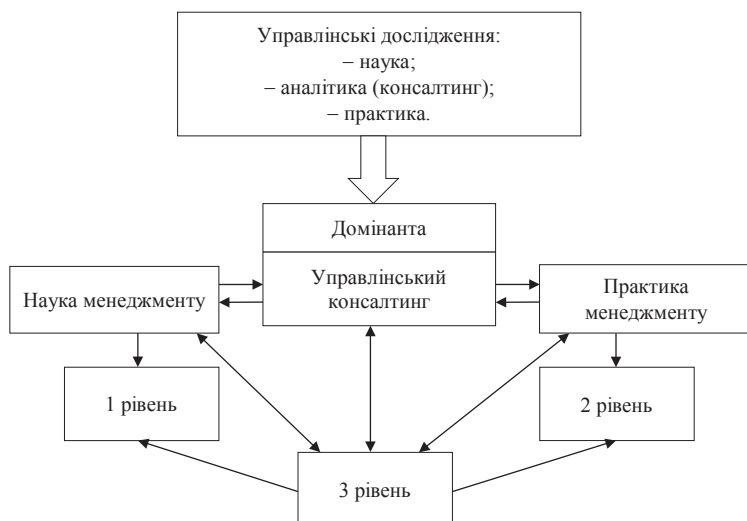 Управлінські дослідження:
– наука;
– аналітика (консалтинг);
– практика.
Домінанта
Управлінський
консалтинг
Наука менеджменту
Практика
менеджменту
1 рівень
2 рівень
3 рівень